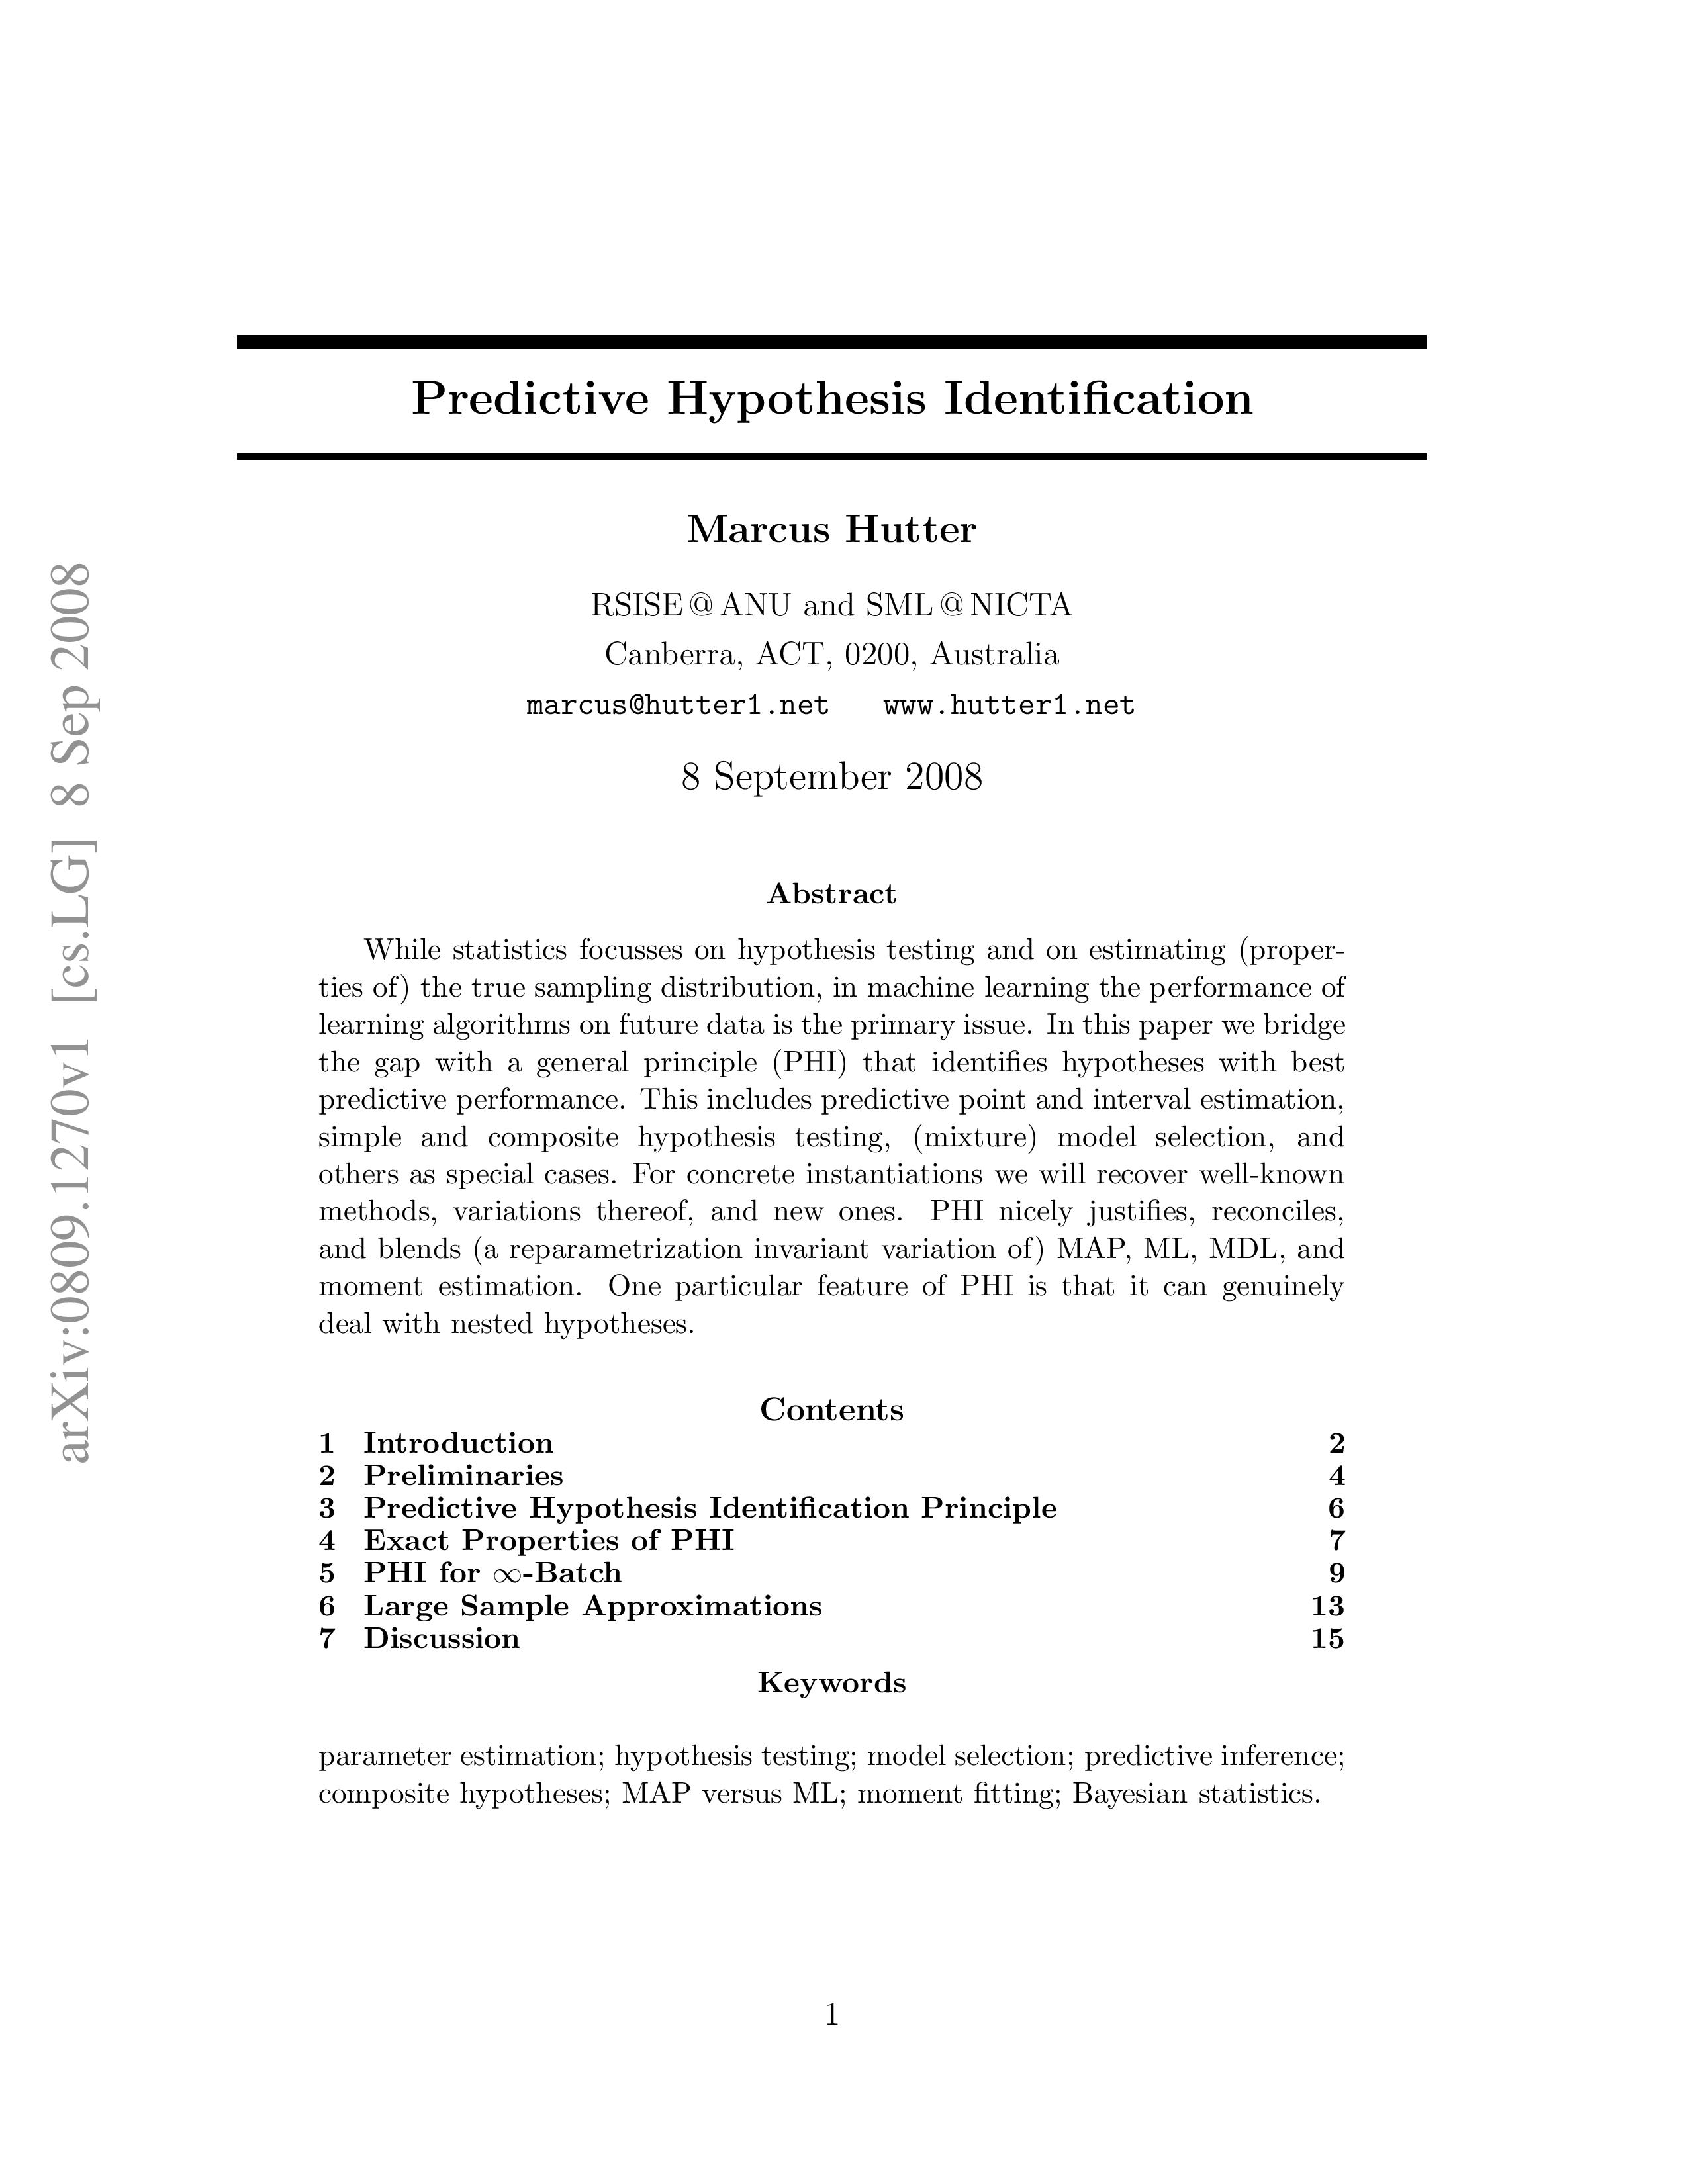 Predictive Hypothesis Identification
Marcus Hutter
RSISE @ ANU and SML @ NICTA
Canberra, ACT, 0200, Australia
marcus@hutter1.net www.hutter1.net
8 September 2008
Abstract
While statistics focusses on hypothesis testing and on estimating (proper-
ties of) the true sampling distribution, in machine learning the performance of
learning algorithms on future data is the primary issue. In this paper we bridge
the gap with a general principle (PHI) that identifies hypotheses with best
predictive performance. This includes predictive point and interval estimation,
simple and composite hypothesis testing, (mixture) model selection, and
others as special cases. For concrete instantiations we will recover well-known
methods, variations thereof, and new ones. PHI nicely justifies, reconciles,
and blends (a reparametrization invariant variation of) MAP, ML, MDL, and
moment estimation. One particular feature of PHI is that it can genuinely
deal with nested hypotheses.
Contents
1 Introduction 2
2 Preliminaries 4
3 Predictive Hypothesis Identification Principle 6
4 Exact Properties of PHI 7
5 PHI for ∞-Batch 9
6 Large Sample Approximations 13
7 Discussion 15
Keywords
parameter estimation; hypothesis testing; model selection; predictive inference;
composite hypotheses; MAP versus ML; moment fitting; Bayesian statistics.
1
arXiv:0809.1270v1 [cs.LG] 8 Sep 2008